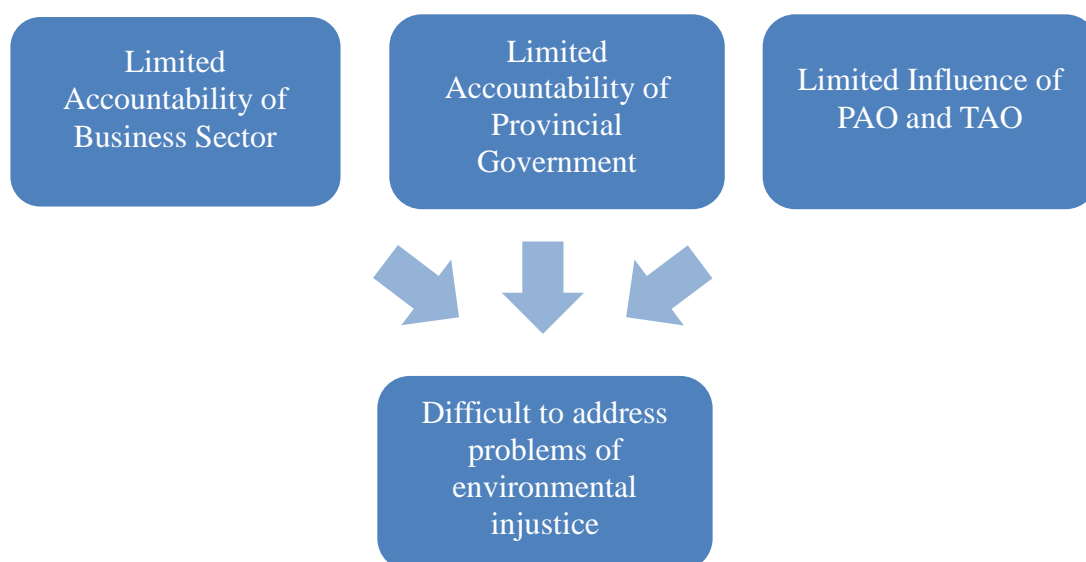 Limited
Accountability of
Business Sector
Limited
Accountability of
Provincial
Government
Limited Influence of
PAO and TAO
Difficult to address
problems of
environmental
injustice